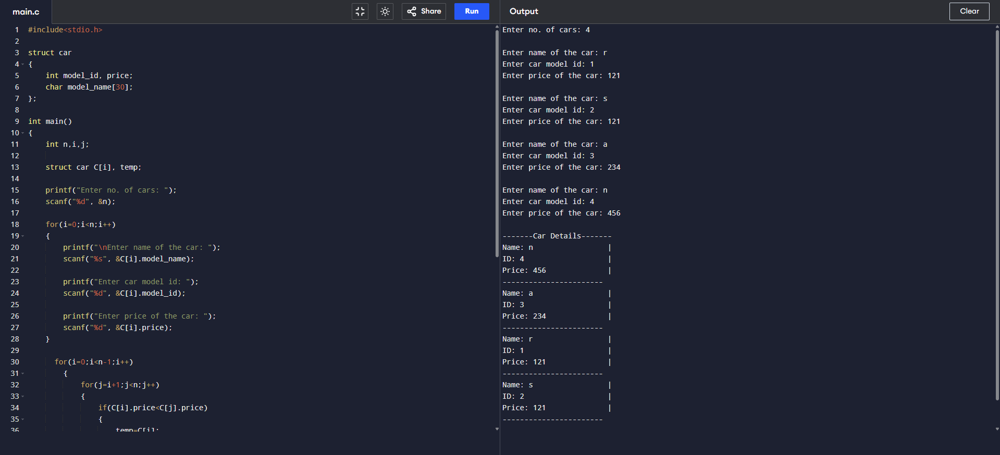 main.c
Share
Run
Output
Clear
1 #include<stdio.h>
2
3 struct car
4 {
5     int model_id, price;
6     char model_name[30];
7 };
8
9 int main()
10 {
11     int n,i,j;
12
13     struct car C[i], temp;
14
15     printf("Enter no. of cars: ");
16     scanf("%d", &n);
17
18     for(i=0;i<n;i++)
19     {
20         printf("\nEnter name of the car: ");
21         scanf("%s", &C[i].model_name);
22
23         printf("Enter car model id: ");
24         scanf("%d", &C[i].model_id);
25
26         printf("Enter price of the car: ");
27         scanf("%d", &C[i].price);
28     }
29
30       for(i=0;i<n-1;i++)
31         {
32             for(j=i+1;j<n;j++)
33             {
34                 if(C[i].price<C[j].price)
35                 {
36                     temp=C[i];
Enter no. of cars: 4

Enter name of the car: r
Enter car model id: 1
Enter price of the car: 121

Enter name of the car: s
Enter car model id: 2
Enter price of the car: 121

Enter name of the car: a
Enter car model id: 3
Enter price of the car: 234

Enter name of the car: n
Enter car model id: 4
Enter price of the car: 456

-------Car Details-------
Name: n                 |
ID: 4                   |
Price: 456              |
-----------------------
Name: a                 |
ID: 3                   |
Price: 234              |
-----------------------
Name: r                 |
ID: 1                   |
Price: 121              |
-----------------------
Name: s                 |
ID: 2                   |
Price: 121              |
-----------------------